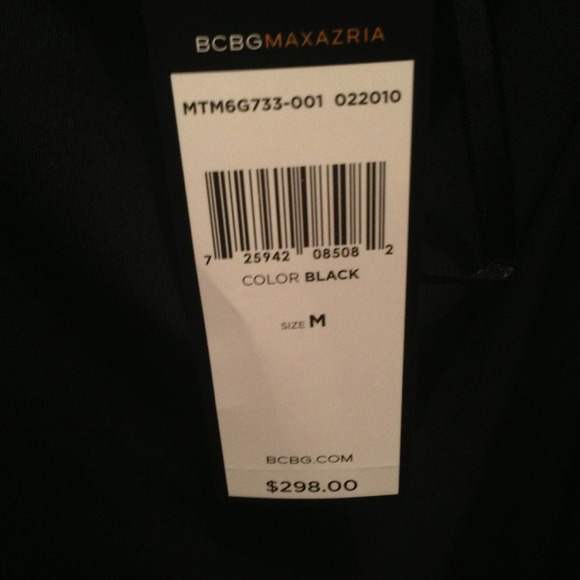 BCBGMAXAZRIA
MTM6G733-001 022010
7 25942 08508 2
COLOR BLACK
SIZE M
BCBG.COM
$298.00